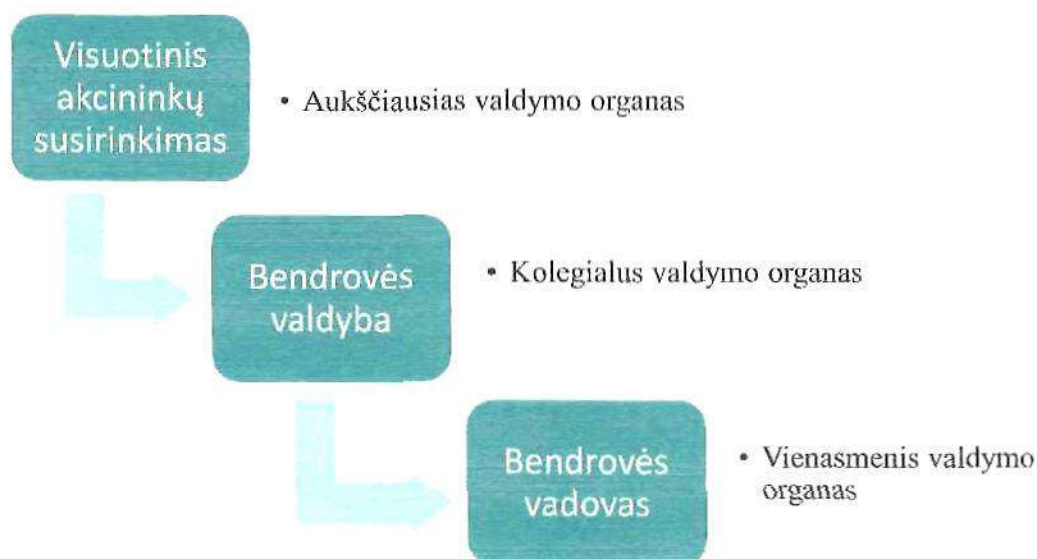 Visuotinis
akcininkų
susirinkimas
• Aukščiausias valdymo organas
Bendrovės
valdyba
• Kolegialus valdymo organas
Bendrovės
vadovas
• Vienasmenis valdymo
organas